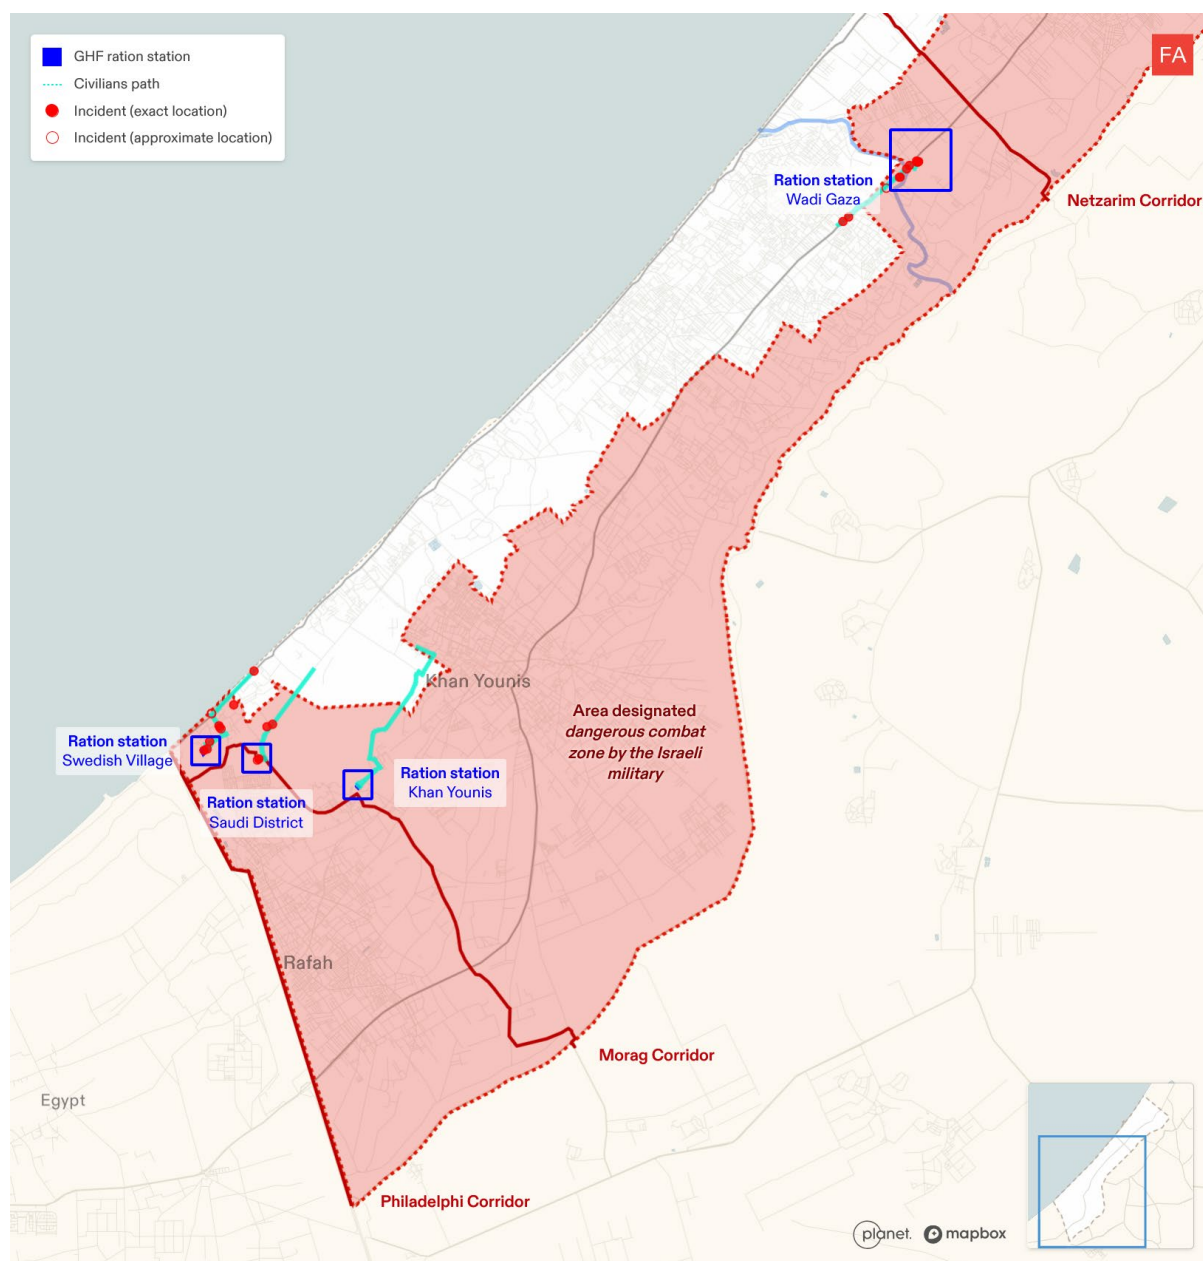 GHF ration station
Civilians path
Incident (exact location)
Incident (approximate location)
FA
Ration station
Wadi Gaza
Netzarim Corridor
Khan Younis
Area designated
dangerous combat
zone by the Israeli
military
Ration station
Swedish Village
Ration station
Khan Younis
Ration station
Saudi District
Rafah
Morag Corridor
Egypt
Philadelphi Corridor
planet.
mapbox